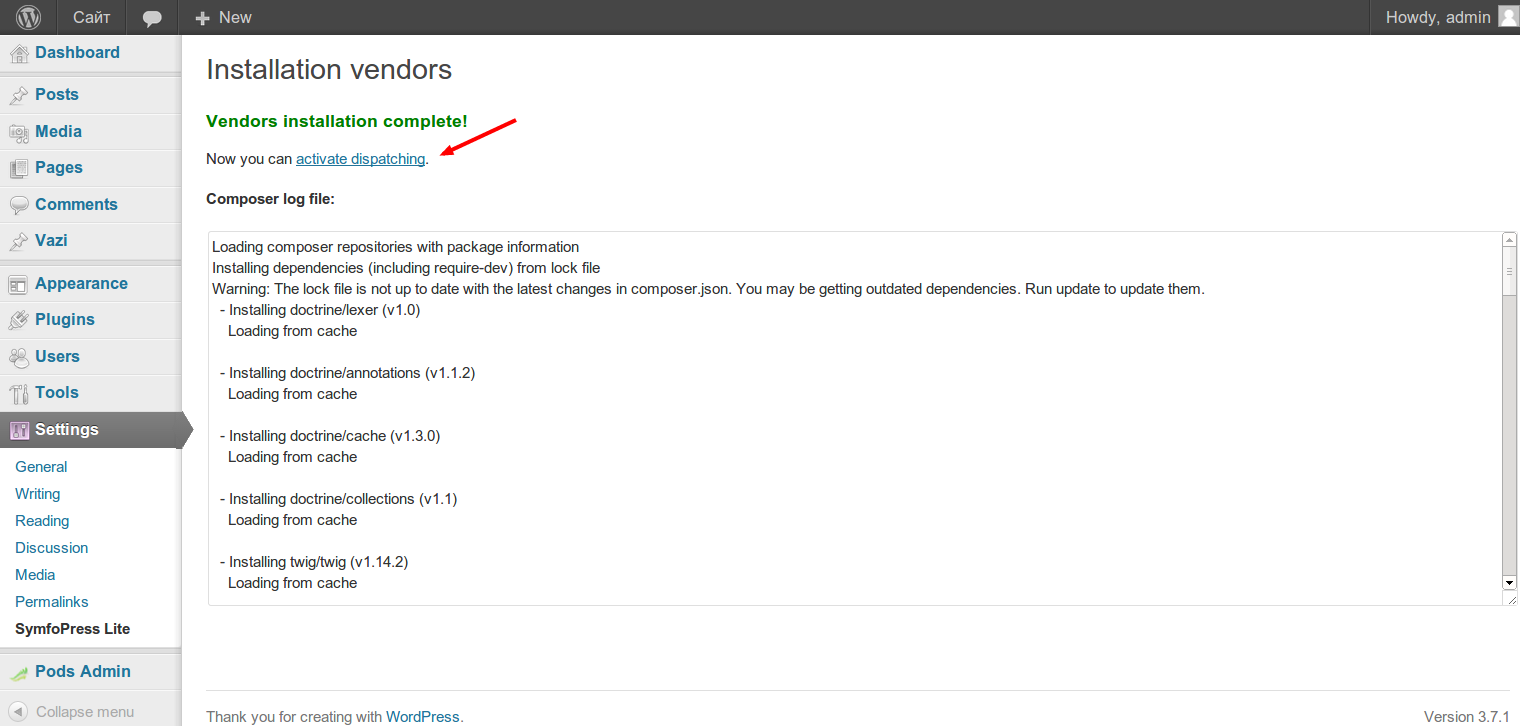 Сайт
New
Howdy, admin
Dashboard
Posts
Media
Pages
Comments
Vazi
Appearance
Plugins
Users
Tools
Settings
General
Writing
Reading
Discussion
Media
Permalinks
SymfoPress Lite
Pods Admin
Collapse menu
Installation vendors
Vendors installation complete!
Now you can activate dispatching.
Composer log file:
Loading composer repositories with package information
Installing dependencies (including require-dev) from lock file
Warning: The lock file is not up to date with the latest changes in composer.json. You may be getting outdated dependencies. Run update to update them.
- Installing doctrine/lexer (v1.0)
Loading from cache
- Installing doctrine/annotations (v1.1.2)
Loading from cache
- Installing doctrine/cache (v1.3.0)
Loading from cache
- Installing doctrine/collections (v1.1)
Loading from cache
- Installing twig/twig (v1.14.2)
Loading from cache
Thank you for creating with WordPress.
Version 3.7.1